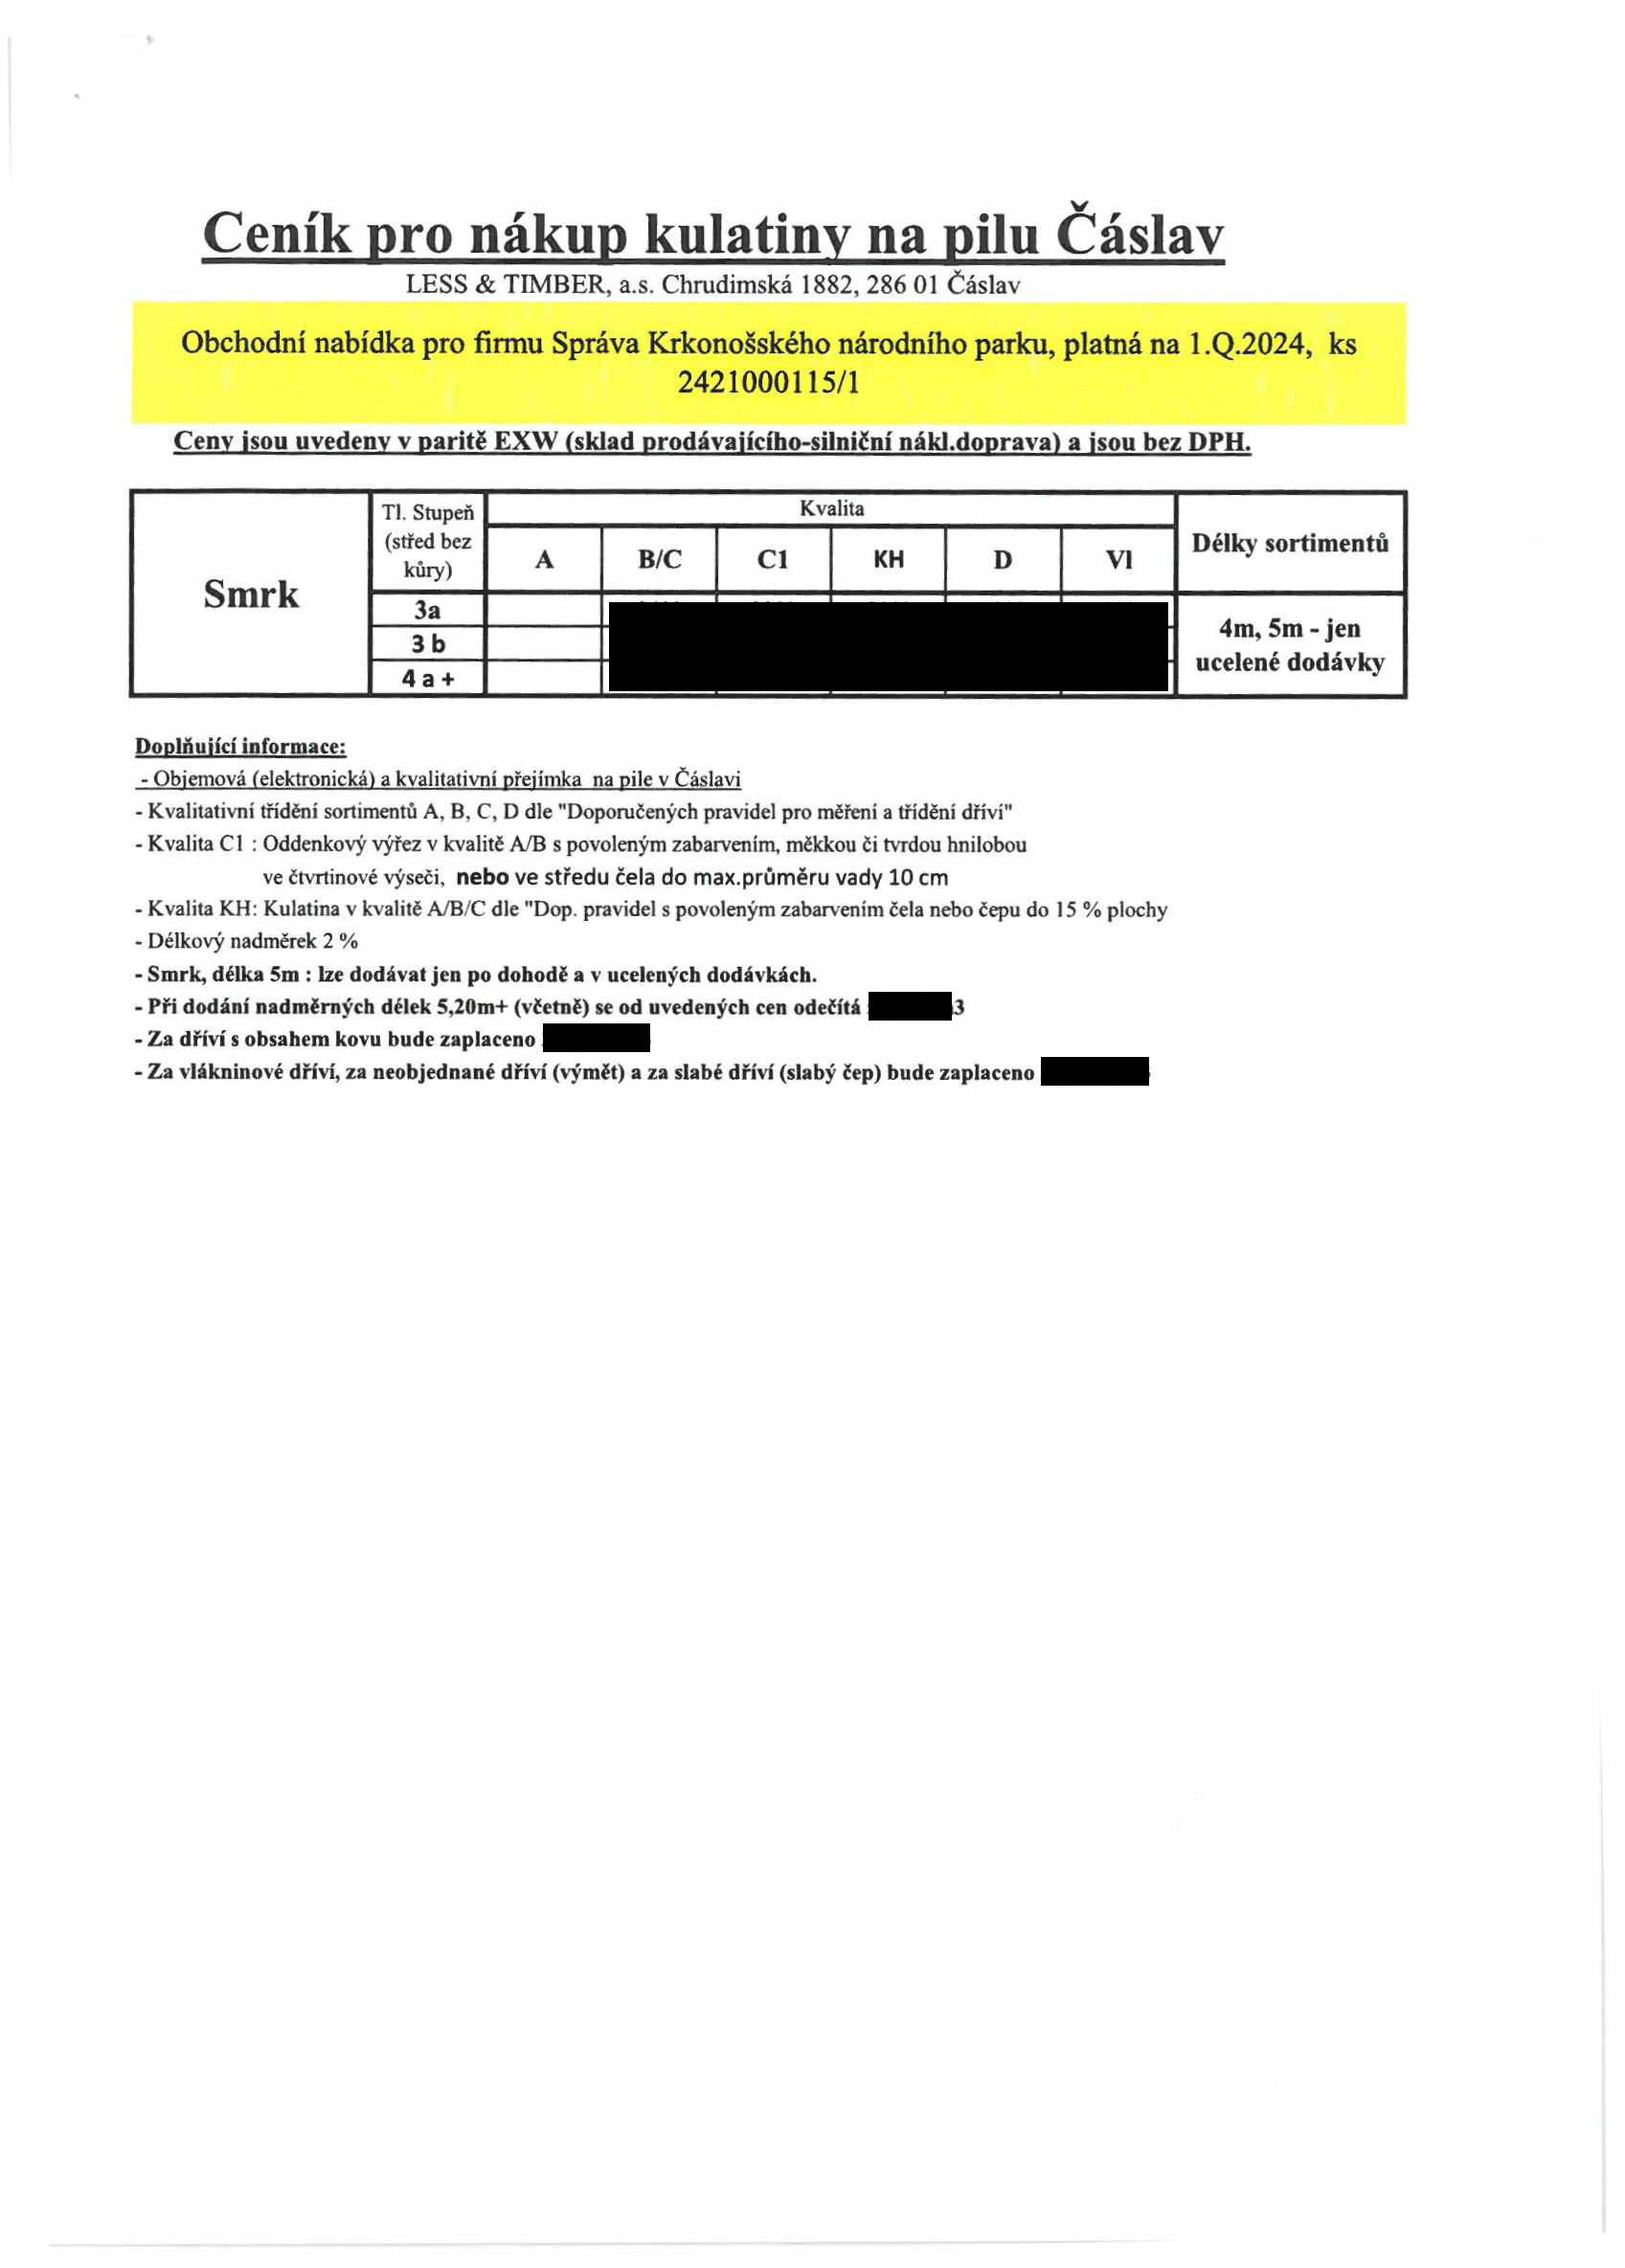 Ceník pro nákup kulatiny na pilu Čáslav
LESS & TIMBER, a.s. Chrudimská 1882, 286 01 Čáslav
Obchodní nabídka pro firmu Správa Krkonošského národního parku, platná na 1.Q.2024, ks
2421000115/1
Ceny jsou uvedeny v paritě EXW (sklad prodávajícího-silniční nákl.doprava) a jsou bez DPH.
Smrk
Tl. Stupeň
(střed bez
kůry)
Kvalita
A B/C C1 KH D VI
Délky sortimentů
3a
3 b
4 a +
4m, 5m - jen
ucelené dodávky
Doplňující informace:
- Objemová (elektronická) a kvalitativní přejímka na pile v Čáslavi
- Kvalitativní třídění sortimentů A, B, C, D dle "Doporučených pravidel pro měření a třídění dříví"
- Kvalita C1 : Oddenkový výřez v kvalitě A/B s povoleným zabarvením, měkkou či tvrdou hnilobou
ve čtvrtinové výseči, nebo ve středu čela do max.průměru vady 10 cm
- Kvalita KH: Kulatina v kvalitě A/B/C dle "Dop. pravidel s povoleným zabarvením čela nebo čepu do 15 % plochy
- Délkový nadměrek 2 %
- Smrk, délka 5m : lze dodávat jen po dohodě a v ucelených dodávkách.
- Při dodání nadměrných délek 5,20m+ (včetně) se od uvedených cen odečítá 3
- Za dříví s obsahem kovu bude zaplaceno
- Za vlákninové dříví, za neobjednané dříví (výmět) a za slabé dříví (slabý čep) bude zaplaceno